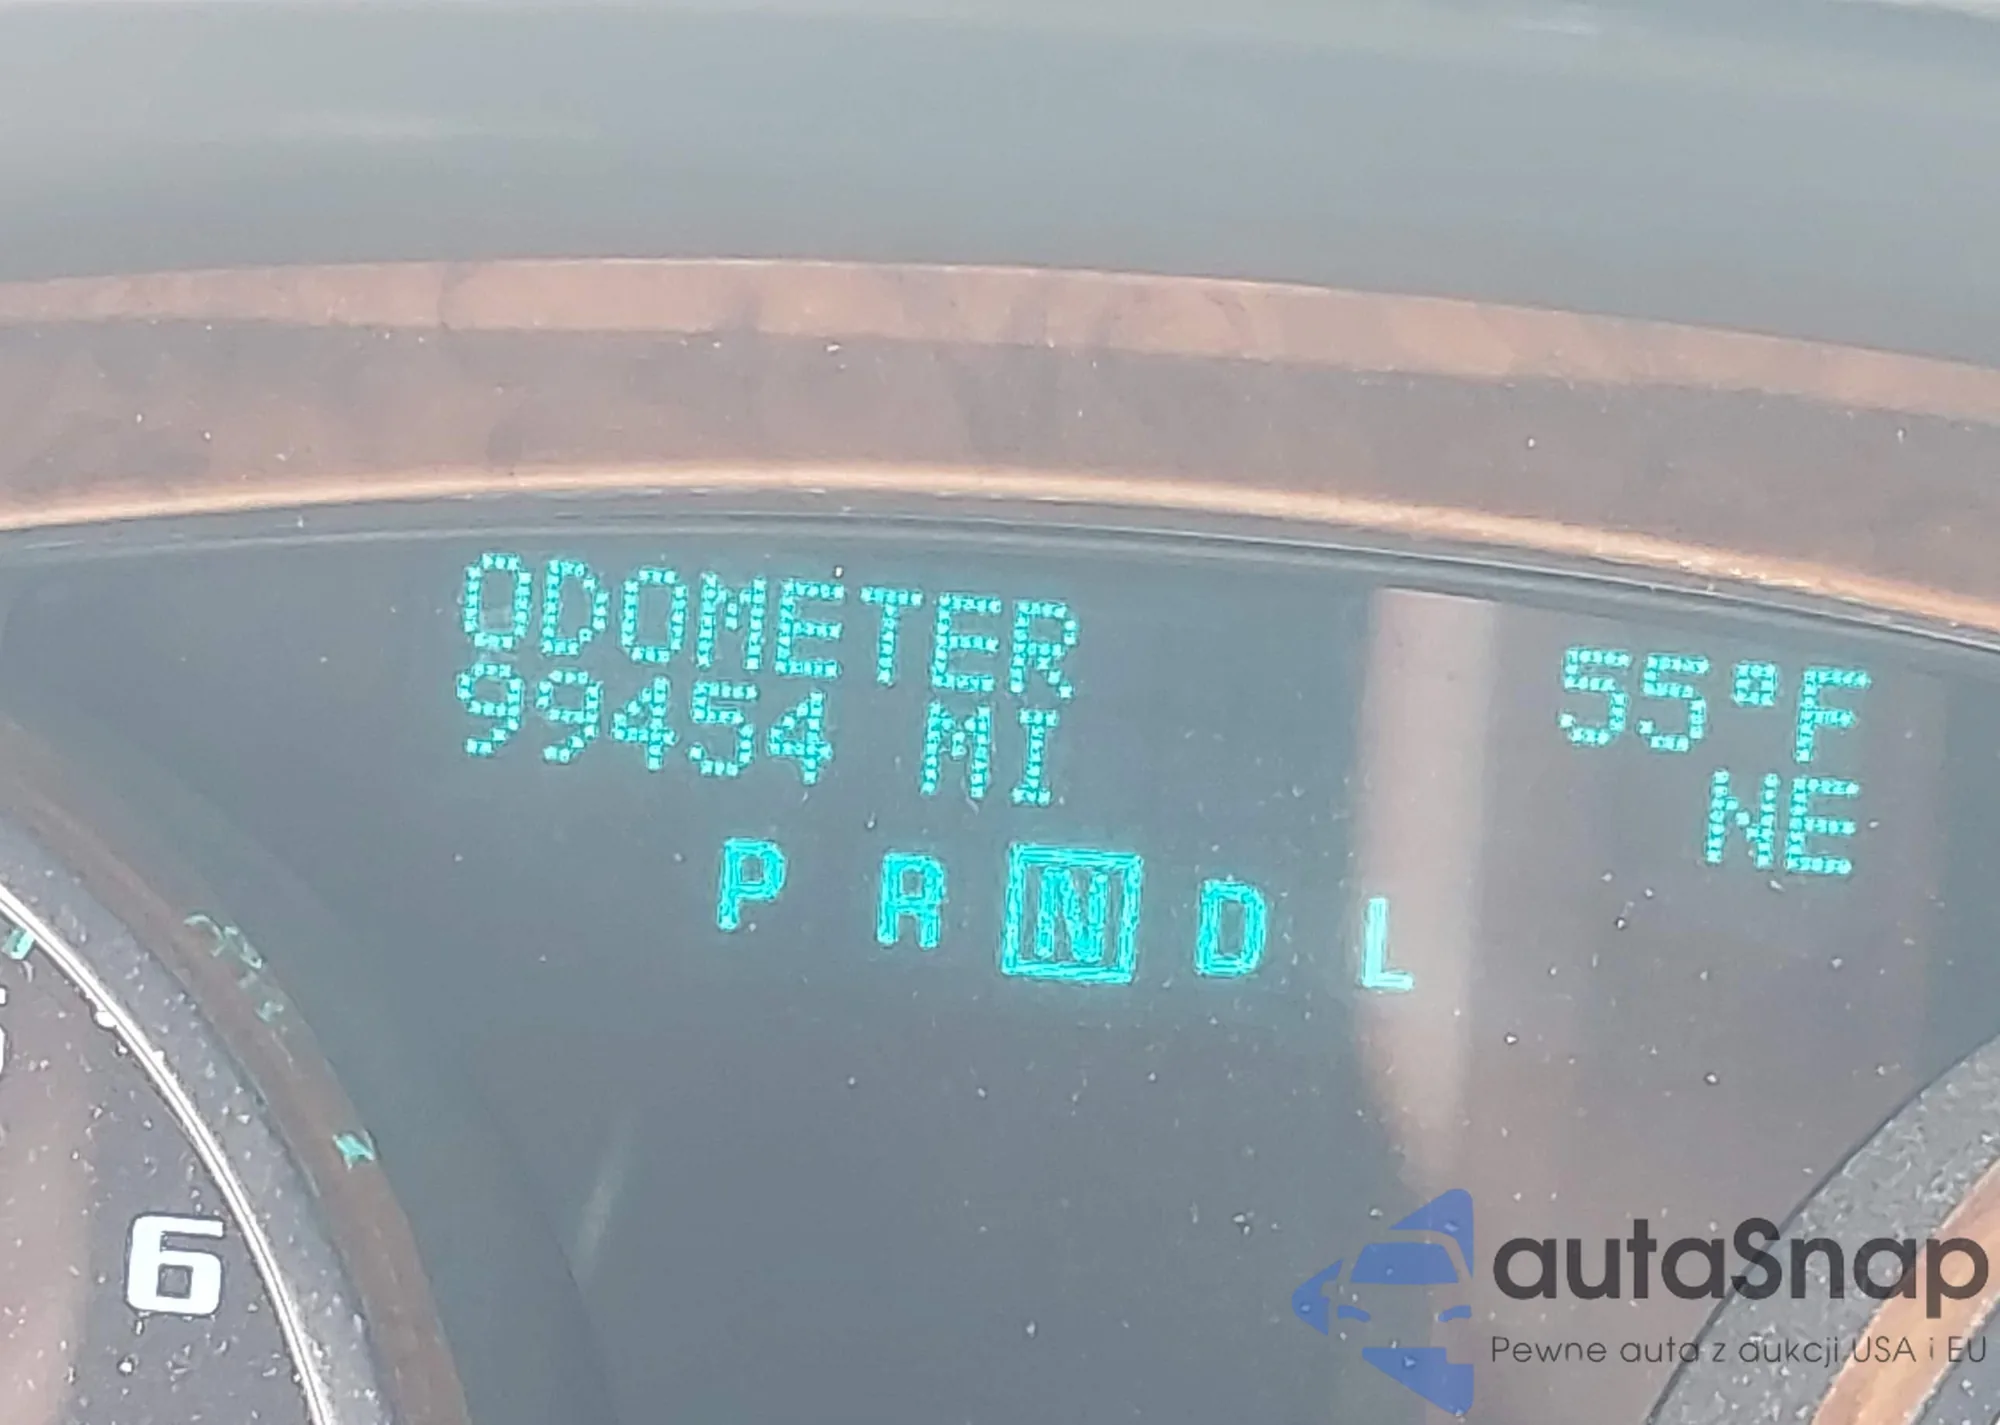 ODOMETER
99454 MI
55°F
NE
P R N D L
6
autaSnap
Pewne auta z aukcji USA i EU